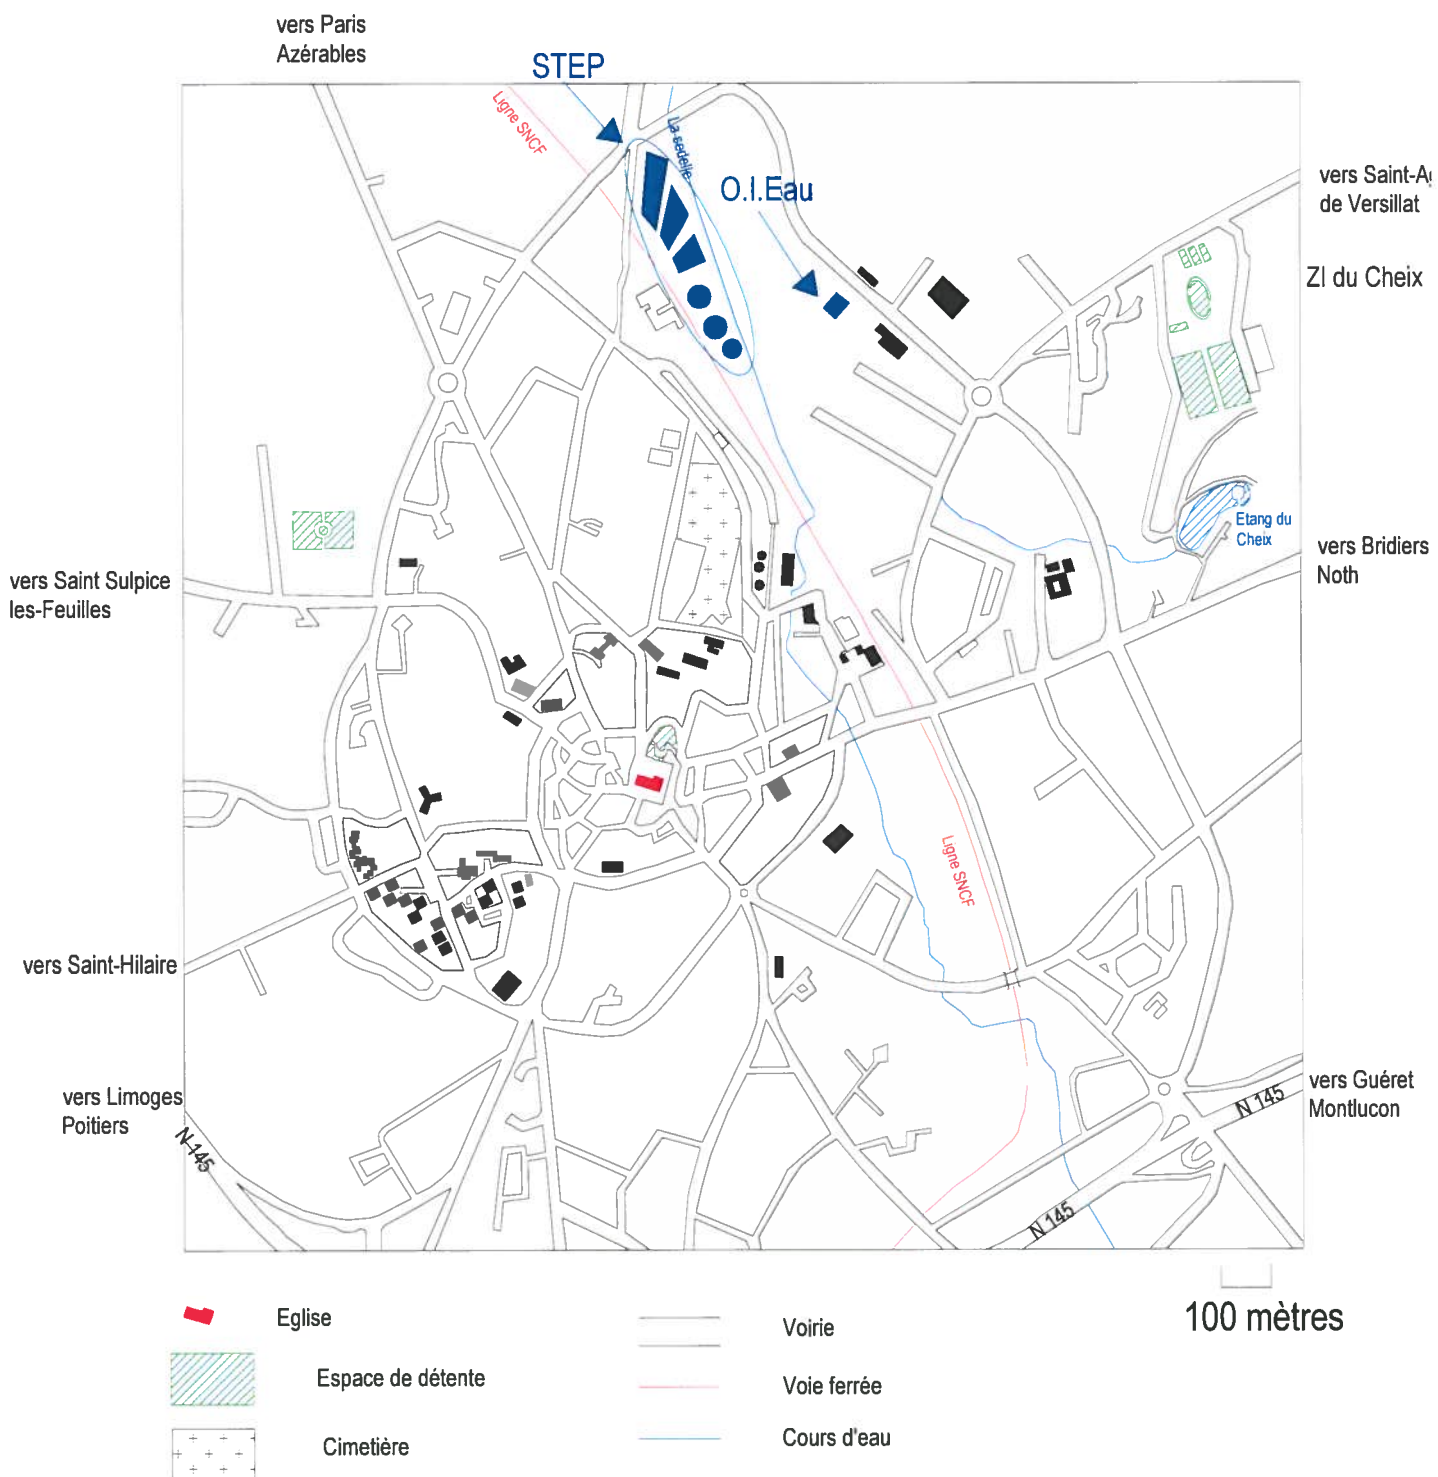 vers Paris
Azérables
STEP
Ligne SNCF
La sedelle
O.I.Eau
vers Saint-A
de Versillat
ZI du Cheix
Etang du
Cheix
vers Saint Sulpice
les-Feuilles
vers Bridiers
Noth
Ligne SNCF
vers Saint-Hilaire
vers Limoges
Poitiers
N 145
vers Guéret
Montlucon
N 145
N 145
100 mètres
Eglise
Voirie
Espace de détente
Voie ferrée
Cimetière
Cours d'eau